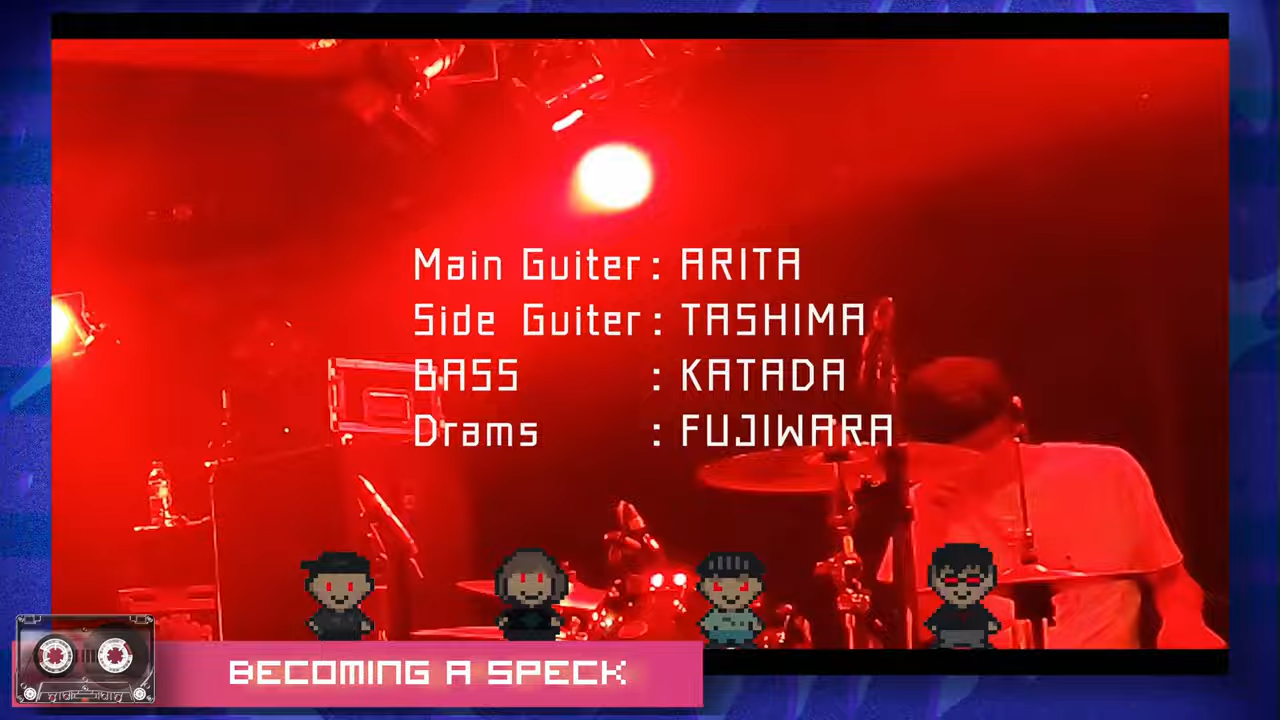 Main Guiter: ARITA
Side Guiter: TASHIMA
BASS : KATADA
Drams : FUJIWARA
BECOMING A SPECK